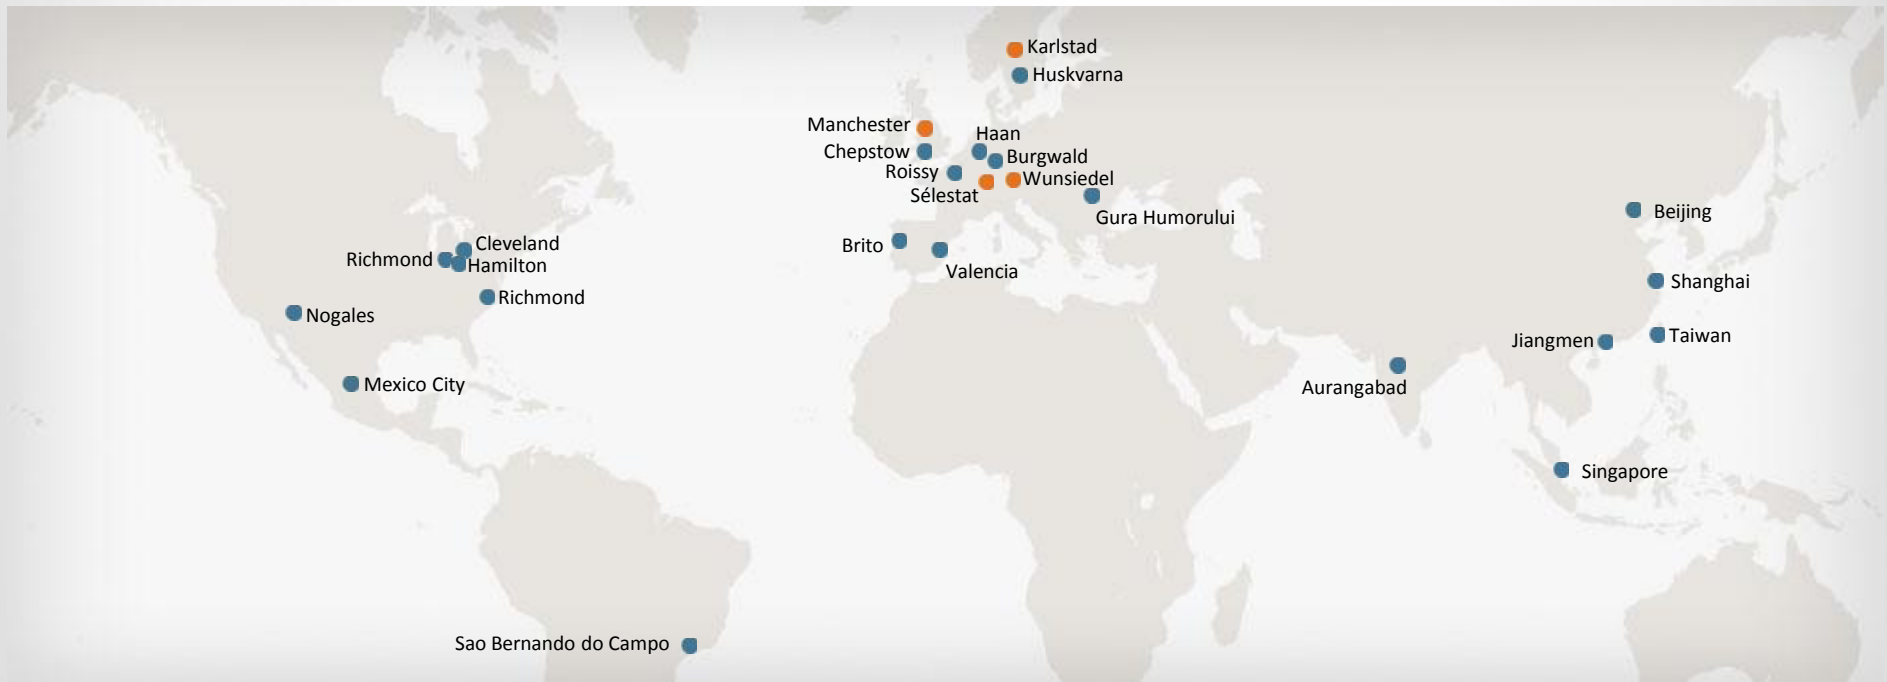 Karlstad
Huskvarna
Manchester
Haan
Chepstow
Burgwald
Roissy
Wunsiedel
Sélestat
Gura Humorului
Beijing
Brito
Cleveland
Richmond
Hamilton
Valencia
Shanghai
Richmond
Nogales
Taiwan
Jiangmen
Mexico City
Aurangabad
Singapore
Sao Bernando do Campo